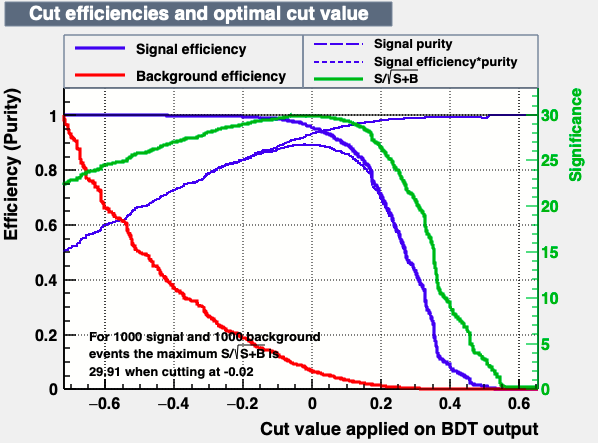 Cut efficiencies and optimal cut value
Signal efficiency
Background efficiency
Signal purity
Signal efficiency*purity
S/√S+B
Efficiency (Purity)
1
0.8
0.6
0.4
0.2
0
30
25
20
15
10
5
0
Significance
For 1000 signal and 1000 background
events the maximum S/√S+B is
29.91 when cutting at -0.02
−0.6 −0.4 −0.2 0 0.2 0.4 0.6
Cut value applied on BDT output